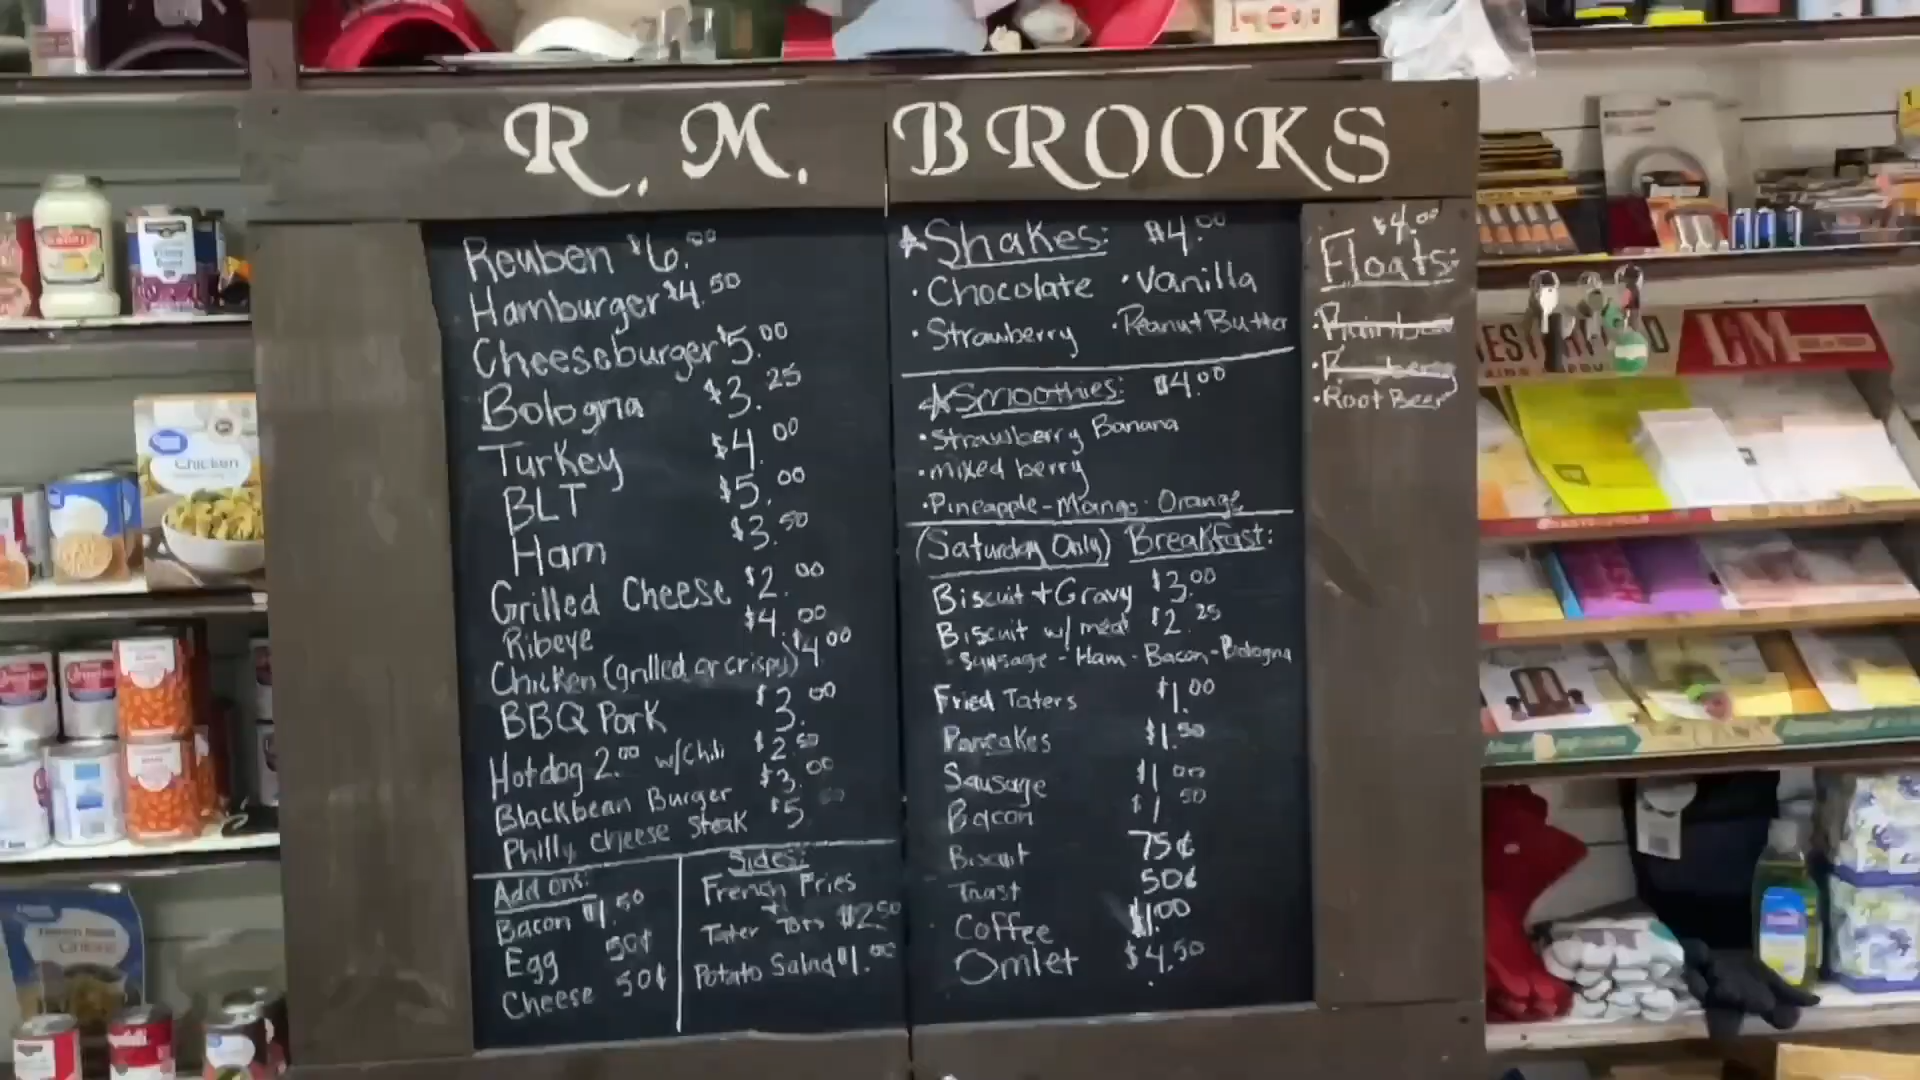 R. M. BROOKS
Reuben $6.00
Hamburger $4.50
Cheeseburger $5.00
Bologna $3.25
Turkey $4.00
BLT $5.00
Ham $3.50
Grilled Cheese $2.00
Ribeye $4.00
Chicken (grilled or crispy) $4.00
BBQ Pork $3.00
Hotdog 2.00 w/Chili $2.50
Blackbean Burger $3.00
Philly cheese steak $5
Add ons:
Bacon $1.50
Egg 50¢
Cheese 50¢
Sides:
French Fries
Tater Tots $2.50
Potato Salad $1.00
Shakes: $4.00
· Chocolate · Vanilla
· Strawberry · Peanut Butter
Smoothies: $4.00
· Strawberry Banana
· mixed berry
· Pineapple - Mango - Orange
(Saturday Only) Breakfast:
Biscuit + Gravy $3.00
Biscuit w/ meat $2.25
- Sausage - Ham - Bacon - Bologna
Fried Taters $1.00
Pancakes $1.50
Sausage $1.00
Bacon $1.50
Biscuit 75¢
Toast 50¢
Coffee $1.00
Omlet $4.50
$4.00
Floats:
· Root Beer
Chicken
L&M